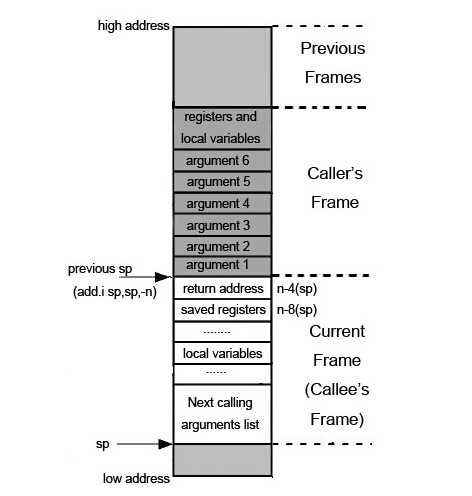 high address
Previous
Frames
registers and
local variables
argument 6
argument 5
argument 4
argument 3
argument 2
argument 1
Caller's
Frame
previous sp
(add.i sp,sp,-n)
return address n-4(sp)
saved registers n-8(sp)
........
local variables
......
Next calling
arguments list
Current
Frame
(Callee's
Frame)
sp
low address